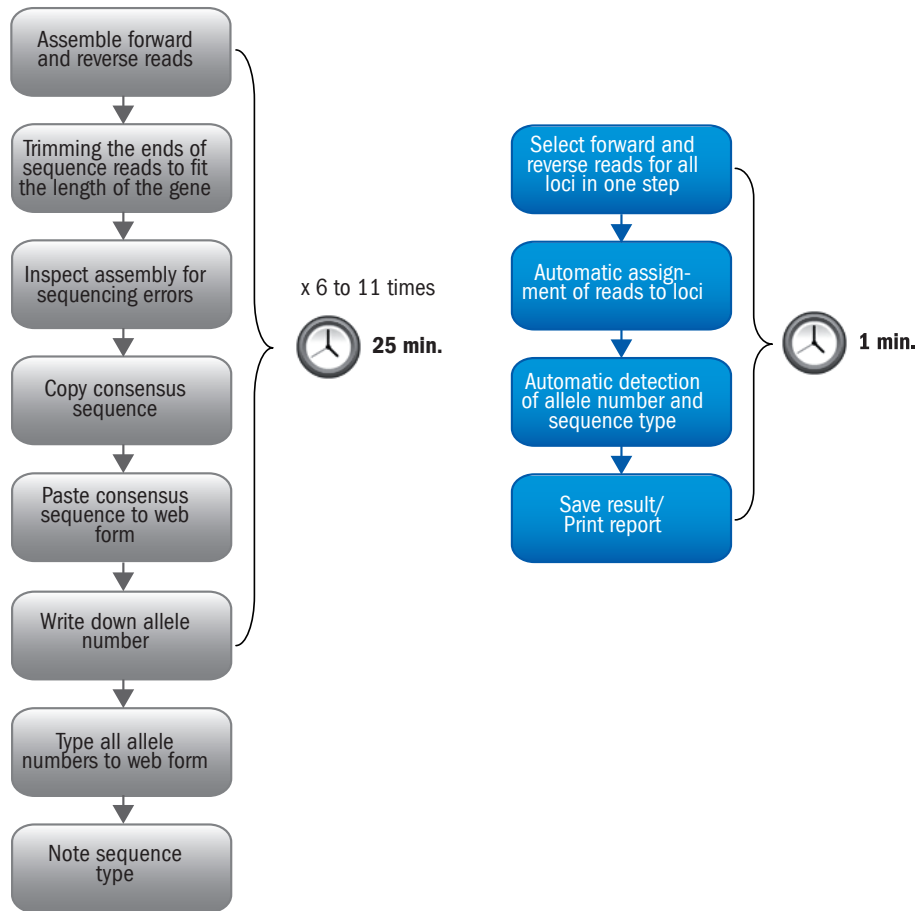 Assemble forward
and reverse reads
Trimming the ends of
sequence reads to fit
the length of the gene
Inspect assembly for
sequencing errors
Copy consensus
sequence
Paste consensus
sequence to web
form
Write down allele
number
Type all allele
numbers to web form
Note sequence
type
x 6 to 11 times
25 min.
Select forward and
reverse reads for all
loci in one step
Automatic assign-
ment of reads to loci
Automatic detection
of allele number and
sequence type
Save result/
Print report
1 min.